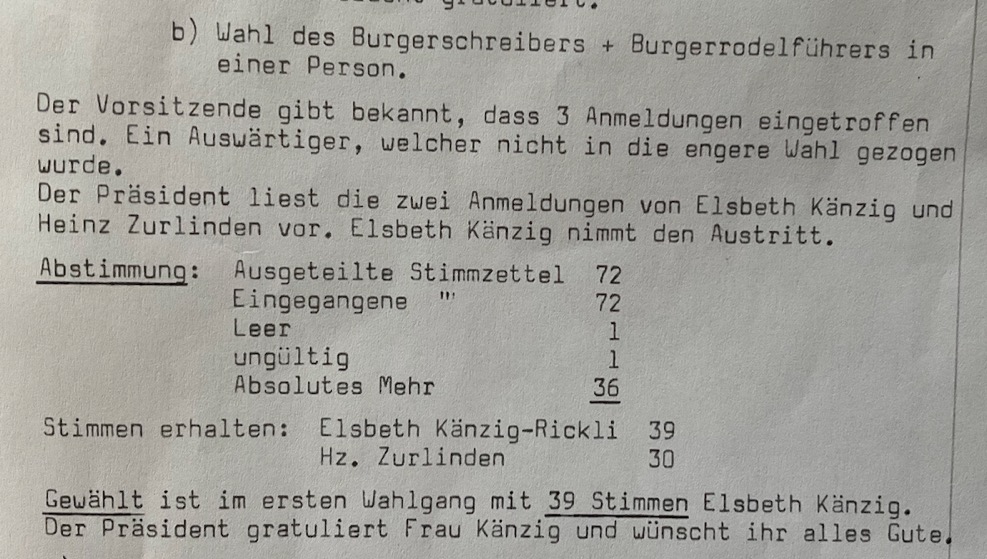 gratuliert.
b) Wahl des Burgerschreibers + Burgerrodelführers in
einer Person.
Der Vorsitzende gibt bekannt, dass 3 Anmeldungen eingetroffen
sind. Ein Auswärtiger, welcher nicht in die engere Wahl gezogen
wurde.
Der Präsident liest die zwei Anmeldungen von Elsbeth Känzig und
Heinz Zurlinden vor. Elsbeth Känzig nimmt den Austritt.
Abstimmung: Ausgeteilte Stimmzettel 72
Eingegangene "' 72
Leer 1
ungültig 1
Absolutes Mehr 36
Stimmen erhalten: Elsbeth Känzig-Rickli 39
Hz. Zurlinden 30
Gewählt ist im ersten Wahlgang mit 39 Stimmen Elsbeth Känzig.
Der Präsident gratuliert Frau Känzig und wünscht ihr alles Gute.